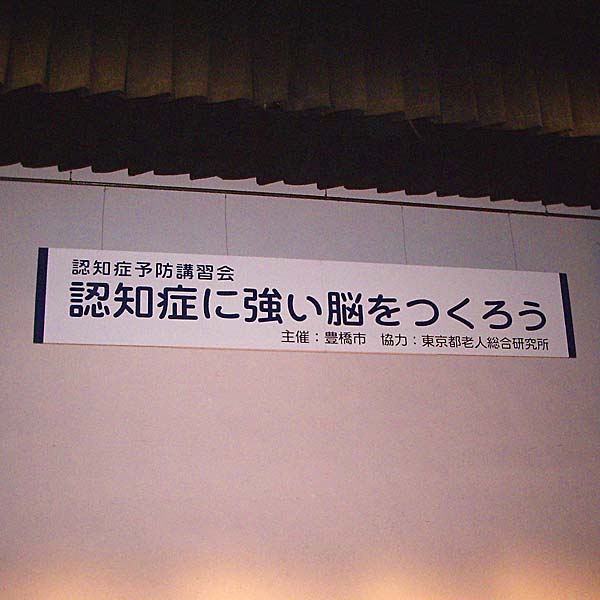 認知症予防講習会
認知症に強い脳をつくろう
主催：豊橋市　協力：東京都老人総合研究所